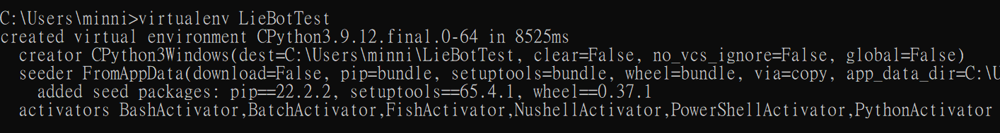 C:\Users\minni>virtualenv LieBotTest
created virtual environment CPython3.9.12.final.0-64 in 8525ms
  creator CPython3Windows(dest=C:\Users\minni\LieBotTest, clear=False, no_vcs_ignore=False, global=False)
  seeder FromAppData(download=False, pip=bundle, setuptools=bundle, wheel=bundle, via=copy, app_data_dir=C:\U
    added seed packages: pip==22.2.2, setuptools==65.4.1, wheel==0.37.1
  activators BashActivator,BatchActivator,FishActivator,NushellActivator,PowerShellActivator,PythonActivator